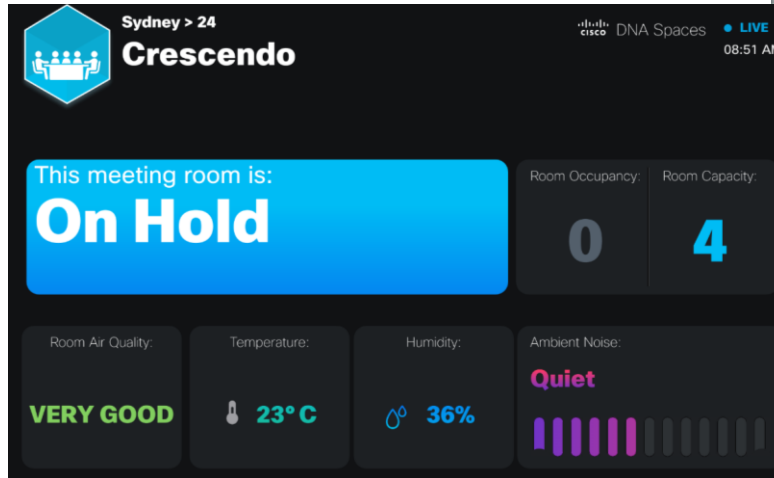 Sydney > 24
Crescendo
cisco DNA Spaces
LIVE
08:51 AM
This meeting room is:
On Hold
Room Occupancy:
0
Room Capacity:
4
Room Air Quality:
VERY GOOD
Temperature:
23° C
Humidity:
36%
Ambient Noise:
Quiet